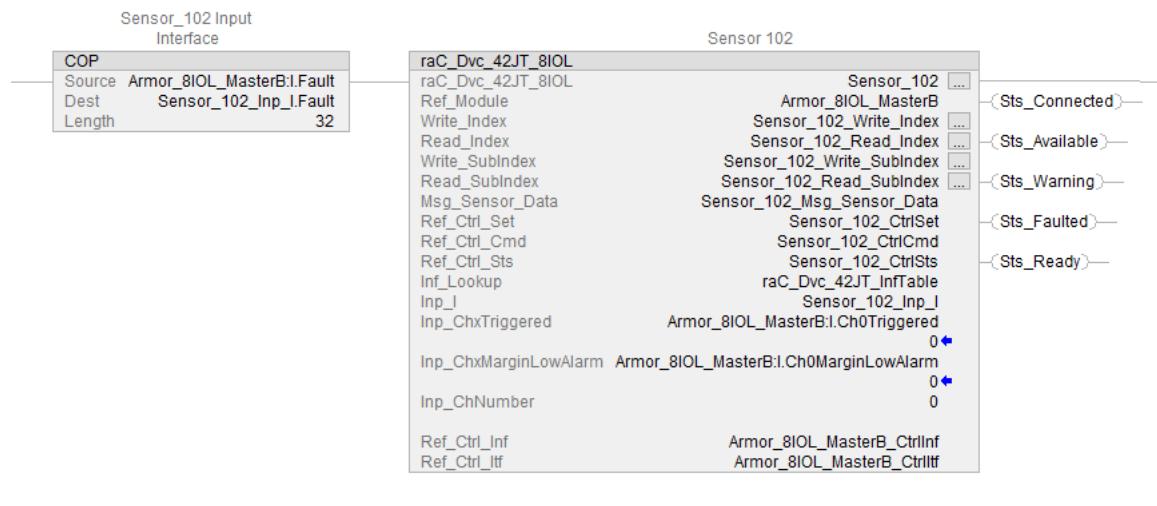 Sensor_102 Input
Interface
COP
Source Armor_8IOL_MasterB:I.Fault
Dest Sensor_102_Inp_I.Fault
Length 32
Sensor 102
raC_Dvc_42JT_8IOL
raC_Dvc_42JT_8IOL Sensor_102 ...
Ref_Module Armor_8IOL_MasterB Sts_Connected
Write_Index Sensor_102_Write_Index ...
Read_Index Sensor_102_Read_Index ... Sts_Available
Write_SubIndex Sensor_102_Write_SubIndex ...
Read_SubIndex Sensor_102_Read_SubIndex ... Sts_Warning
Msg_Sensor_Data Sensor_102_Msg_Sensor_Data
Ref_Ctrl_Set Sensor_102_CtrlSet Sts_Faulted
Ref_Ctrl_Cmd Sensor_102_CtrlCmd
Ref_Ctrl_Sts Sensor_102_CtrlSts Sts_Ready
Inf_Lookup raC_Dvc_42JT_InfTable
Inp_I Sensor_102_Inp_I
Inp_ChxTriggered Armor_8IOL_MasterB:I.Ch0Triggered
0
Inp_ChxMarginLowAlarm Armor_8IOL_MasterB:I.Ch0MarginLowAlarm
0
Inp_ChNumber 0
Ref_Ctrl_Inf Armor_8IOL_MasterB_CtrlInf
Ref_Ctrl_Itf Armor_8IOL_MasterB_CtrlItf